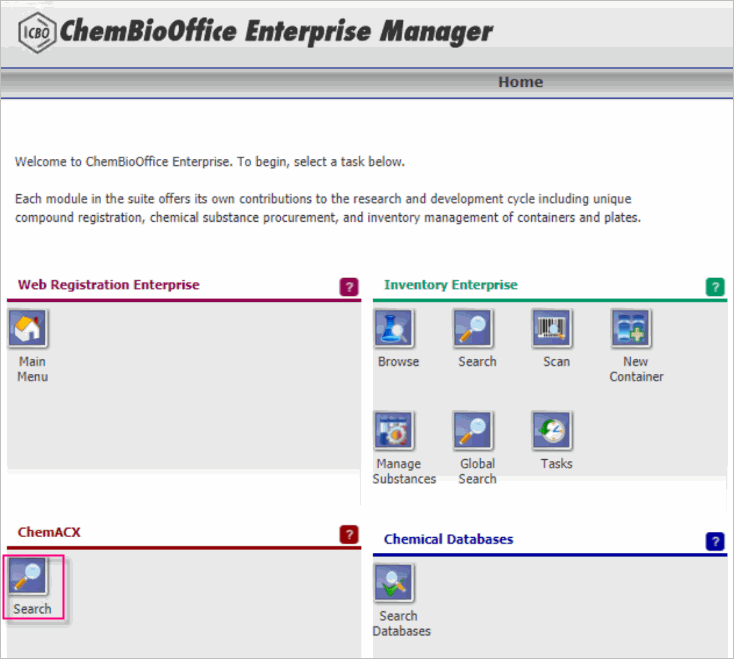 ICBO ChemBioOffice Enterprise Manager
Home
Welcome to ChemBioOffice Enterprise. To begin, select a task below.
Each module in the suite offers its own contributions to the research and development cycle including unique
compound registration, chemical substance procurement, and inventory management of containers and plates.
Web Registration Enterprise ?
Main
Menu
Inventory Enterprise ?
Browse Search Scan New
Container
Manage
Substances
Global
Search
Tasks
ChemACX ?
Search
Chemical Databases ?
Search
Databases